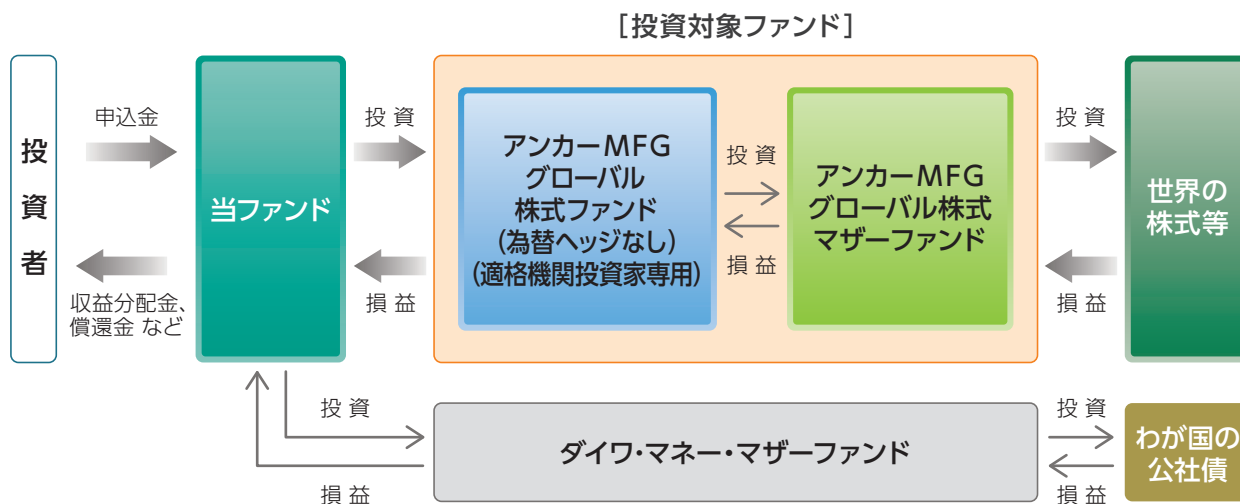 ［投資対象ファンド］
投資者
申込金
収益分配金、
償還金 など
当ファンド
投 資
損 益
アンカーMFG
グローバル
株式ファンド
（為替ヘッジなし）
（適格機関投資家専用）
投 資
損 益
アンカーMFG
グローバル株式
マザーファンド
投 資
損 益
世界の
株式等
投 資
損 益
ダイワ・マネー・マザーファンド
投 資
損 益
わが国の
公社債